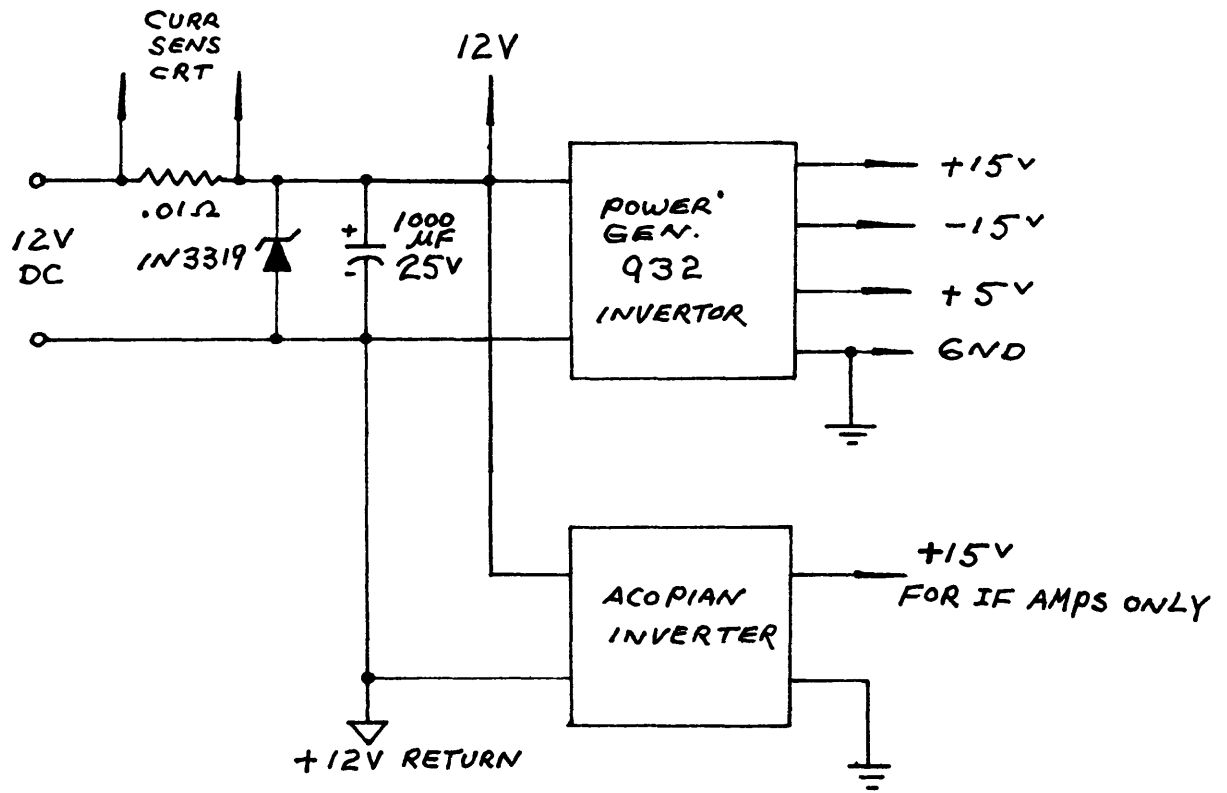 CURR
SENS
CRT
12V
.01Ω
12V
DC
1N3319
+
1000
μF
25V
-
POWER
GEN.
932
INVERTOR
+15V
-15V
+5V
GND
ACOPIAN
INVERTER
+15V
FOR IF AMPS ONLY
+12V RETURN